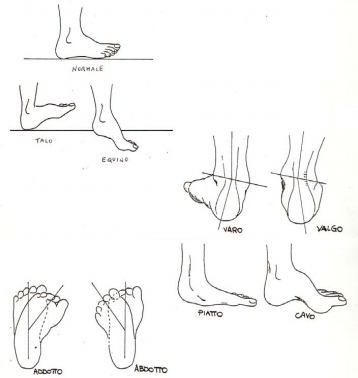 NORMALE
TALO
EQUINO
VARO
VALGO
PIATTO
CAVO
ADDOTTO
ABDOTTO